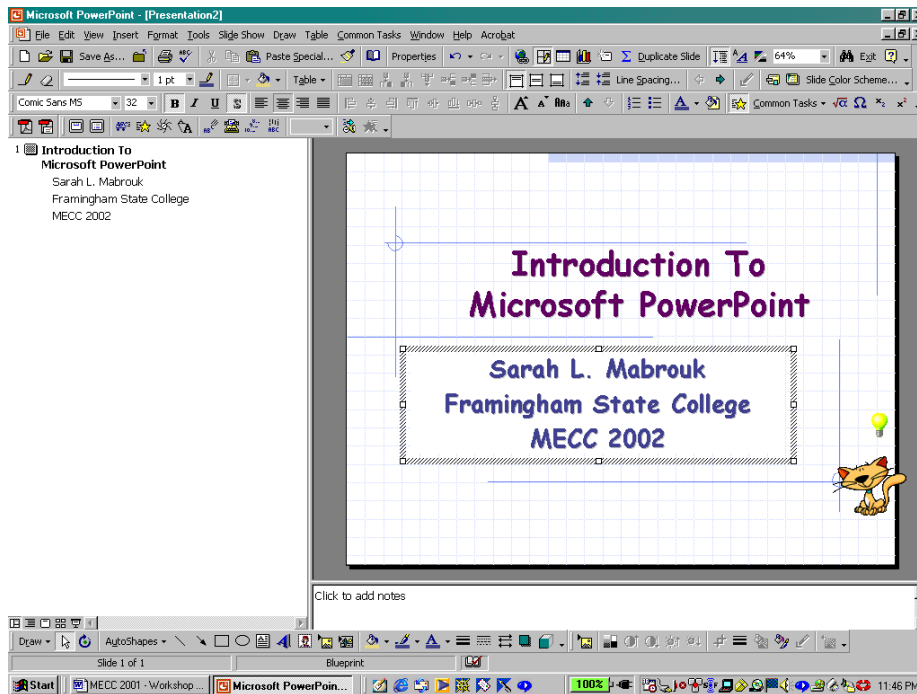 Microsoft PowerPoint - [Presentation2]
File Edit View Insert Format Tools Slide Show Draw Table Common Tasks Window Help Acrobat
Save As... Paste Special... Properties Duplicate Slide 64% Exit
1 pt Table Line Spacing... Slide Color Scheme...
Comic Sans MS 32 B I U S A A Aaa A Common Tasks √α Ω ×₂ ×²
1 Introduction To
Microsoft PowerPoint
Sarah L. Mabrouk
Framingham State College
MECC 2002
Introduction To
Microsoft PowerPoint
Sarah L. Mabrouk
Framingham State College
MECC 2002
Click to add notes
Draw AutoShapes A A
Slide 1 of 1 Blueprint
Start MECC 2001 - Workshop ... Microsoft PowerPoin... 100% 11:46 PM